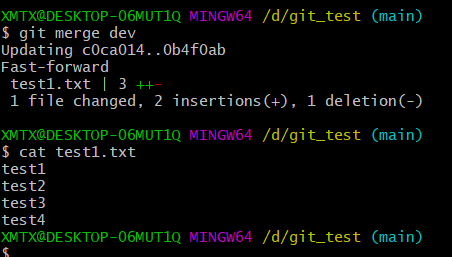 XMTX@DESKTOP-06MUT1Q MINGW64 /d/git_test (main)
$ git merge dev
Updating c0ca014..0b4f0ab
Fast-forward
 test1.txt | 3 ++-
 1 file changed, 2 insertions(+), 1 deletion(-)

XMTX@DESKTOP-06MUT1Q MINGW64 /d/git_test (main)
$ cat test1.txt
test1
test2
test3
test4
XMTX@DESKTOP-06MUT1Q MINGW64 /d/git_test (main)
$